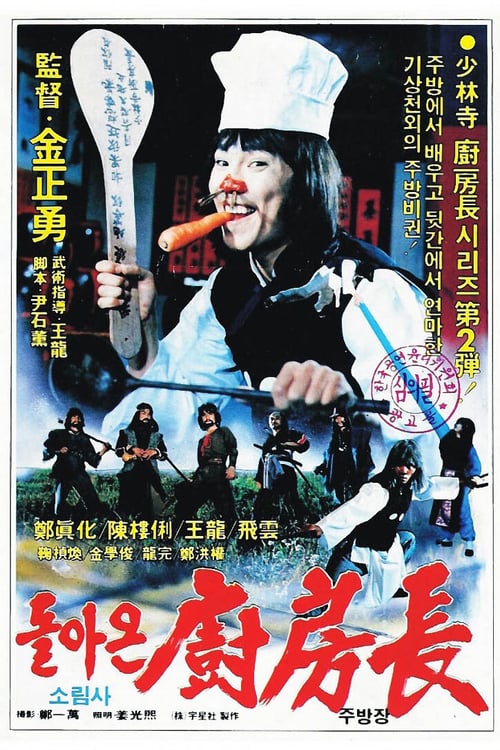 ●少林寺 廚房長 시리즈 第2彈!
주방에서 배우고 뒷간에서 연마한
기상천외의 주방비권!
監督·金正勇
武術指導·王龍
脚本·尹石薰
심의필
鄭眞化/陳樓俐/王龍/飛雲
鞠禎煥/金學俊/龍完/鄭洪權
돌아온 廚房長
소림사
주방장
撮影 鄭一萬 照明 姜光熙 (株)宇星社 製作